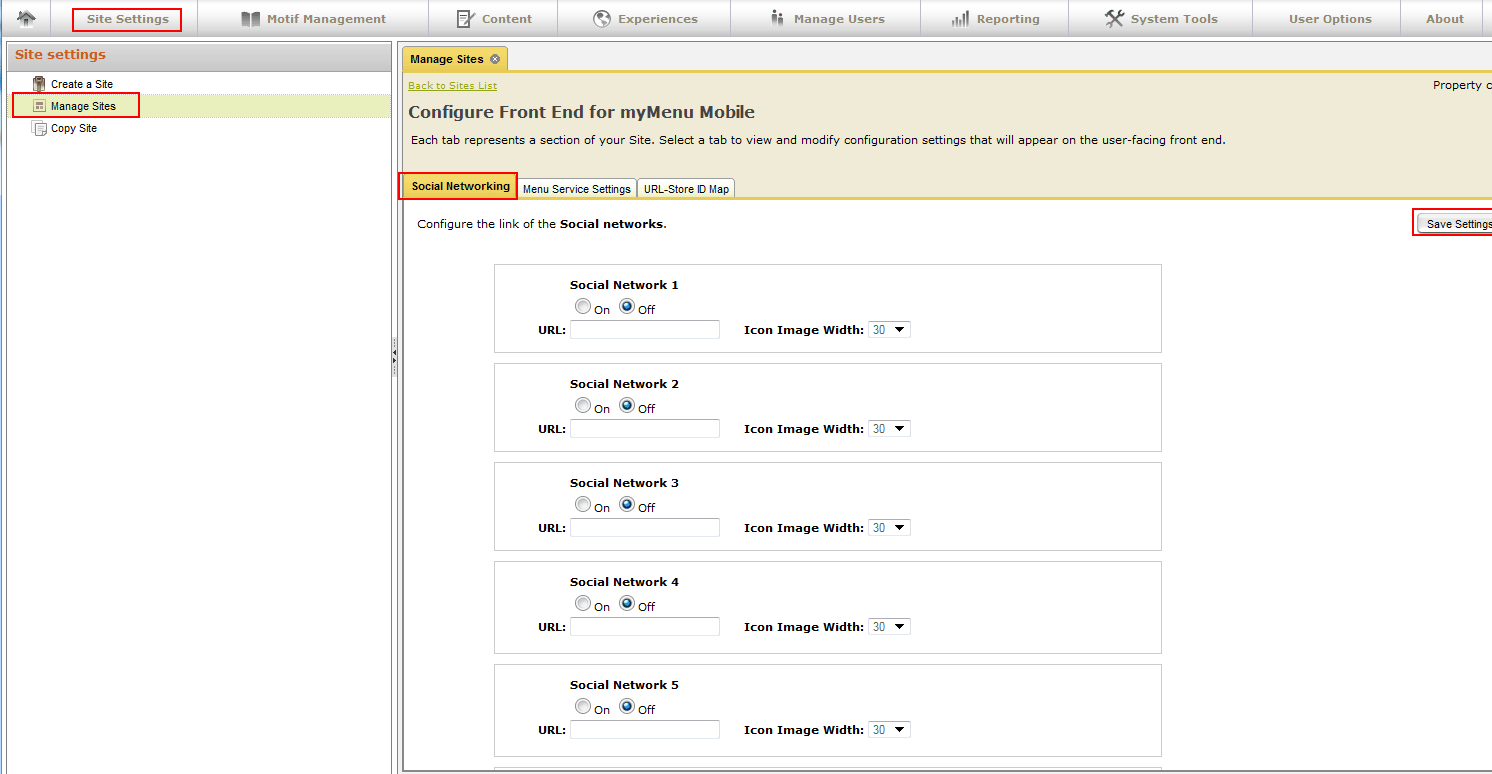 Site Settings Motif Management Content Experiences Manage Users Reporting System Tools User Options About
Site settings
Create a Site
Manage Sites
Copy Site
Manage Sites
Back to Sites List
Property c
Configure Front End for myMenu Mobile
Each tab represents a section of your Site. Select a tab to view and modify configuration settings that will appear on the user-facing front end.
Social Networking Menu Service Settings URL-Store ID Map
Configure the link of the Social networks.
Save Settings
Social Network 1
On Off
URL: Icon Image Width: 30
Social Network 2
On Off
URL: Icon Image Width: 30
Social Network 3
On Off
URL: Icon Image Width: 30
Social Network 4
On Off
URL: Icon Image Width: 30
Social Network 5
On Off
URL: Icon Image Width: 30